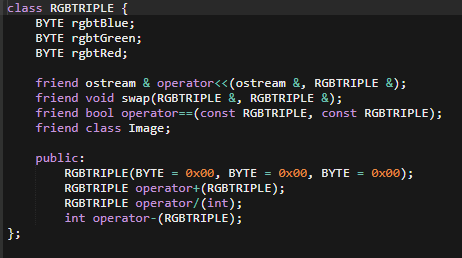 class RGBTRIPLE {
    BYTE rgbtBlue;
    BYTE rgbtGreen;
    BYTE rgbtRed;

    friend ostream & operator<<(ostream &, RGBTRIPLE &);
    friend void swap(RGBTRIPLE &, RGBTRIPLE &);
    friend bool operator==(const RGBTRIPLE, const RGBTRIPLE);
    friend class Image;

    public:
        RGBTRIPLE(BYTE = 0x00, BYTE = 0x00, BYTE = 0x00);
        RGBTRIPLE operator+(RGBTRIPLE);
        RGBTRIPLE operator/(int);
        int operator-(RGBTRIPLE);
};